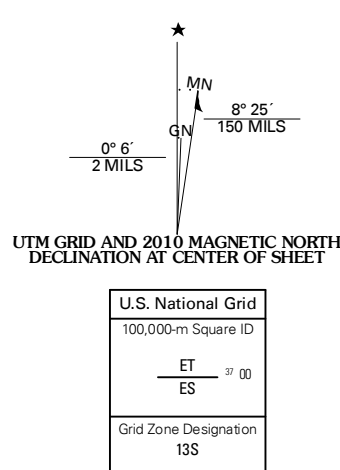 ★
MN
GN
8° 25´
150 MILS
0° 6´
2 MILS
UTM GRID AND 2010 MAGNETIC NORTH
DECLINATION AT CENTER OF SHEET
U.S. National Grid
100,000-m Square ID
ET
37 00
ES
Grid Zone Designation
13S